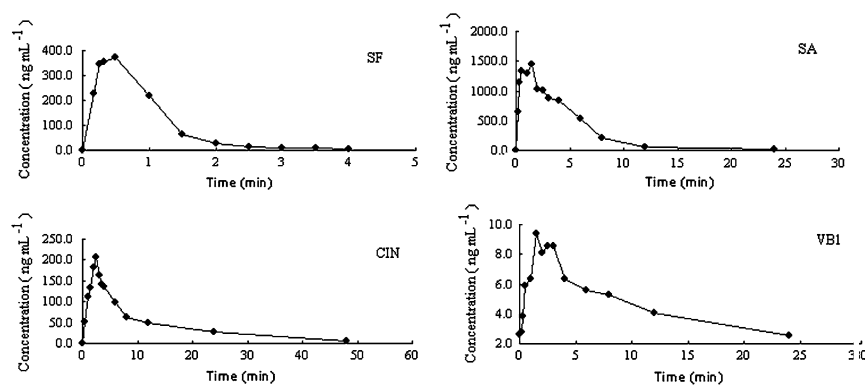 SF
Concentration ( ng mL⁻¹ )
400.0
300.0
200.0
100.0
0.0
0 1 2 3 4 5
Time (min)
SA
Concentration ( ng mL⁻¹ )
2000.0
1500.0
1000.0
500.0
0.0
0 5 10 15 20 25 30
Time (min)
CIN
Concentration ( ng mL⁻¹ )
250.0
200.0
150.0
100.0
50.0
0.0
0 10 20 30 40 50 60
Time (min)
VB1
Concentration ( ng mL⁻¹ )
10.0
8.0
6.0
4.0
2.0
0 5 10 15 20 25 30
Time (min)